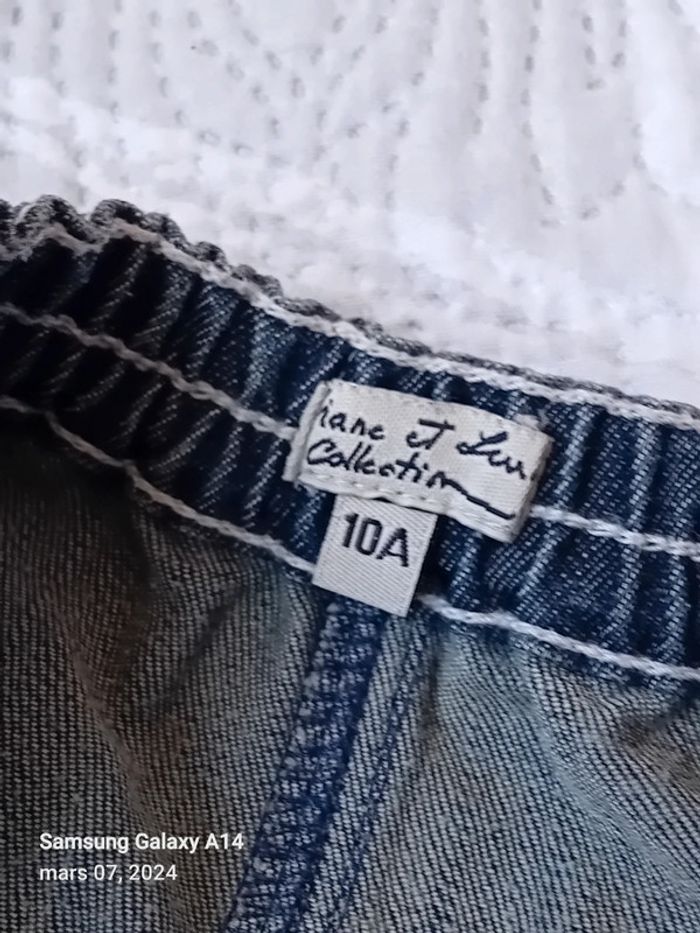 iane et Lu
Collection
10A
Samsung Galaxy A14
mars 07, 2024